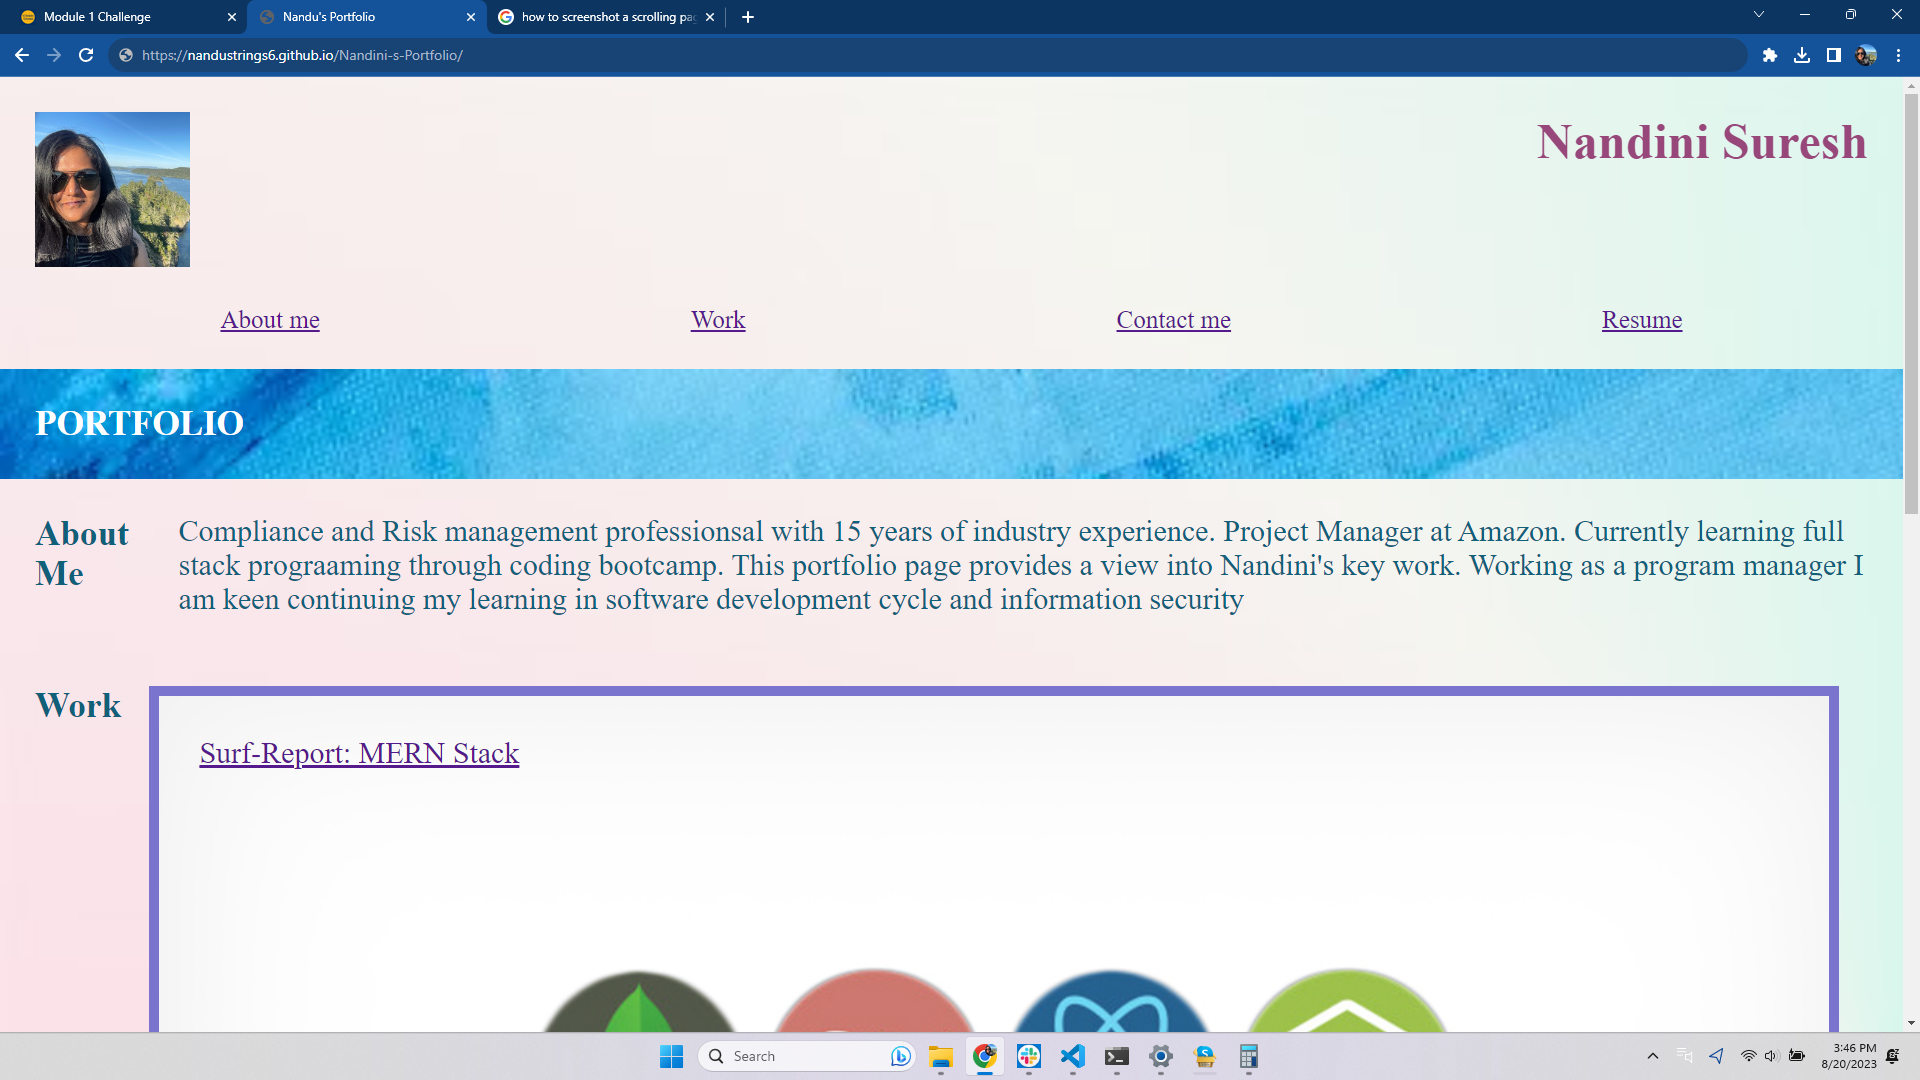 Module 1 Challenge
Nandu's Portfolio
how to screenshot a scrolling pa
https://nandustrings6.github.io/Nandini-s-Portfolio/
Nandini Suresh
About me
Work
Contact me
Resume
PORTFOLIO
About
Me
Compliance and Risk management professionsal with 15 years of industry experience. Project Manager at Amazon. Currently learning full
stack prograaming through coding bootcamp. This portfolio page provides a view into Nandini's key work. Working as a program manager I
am keen continuing my learning in software development cycle and information security
Work
Surf-Report: MERN Stack
Search
3:46 PM
8/20/2023